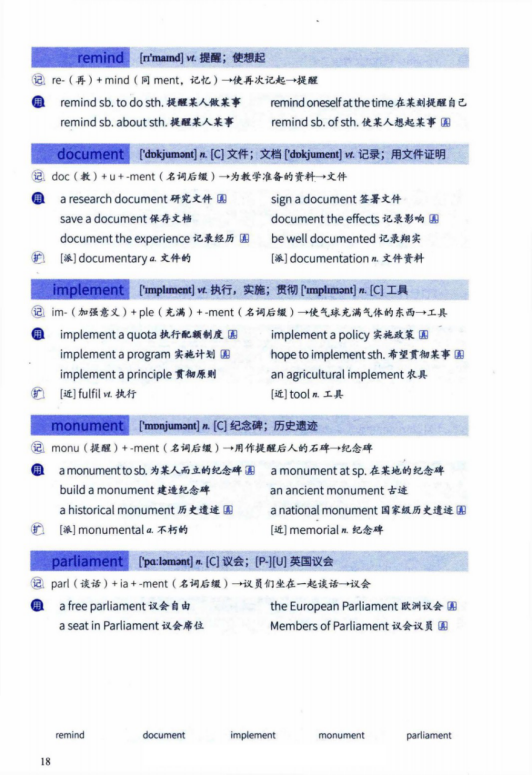 remind [rɪ'maɪnd] vt. 提醒；使想起
记 re-（再）+ mind（同 ment，记忆）→使再次记起→提醒
用 remind sb. to do sth. 提醒某人做某事 remind oneself at the time 在某刻提醒自己
remind sb. about sth. 提醒某人某事 remind sb. of sth. 使某人想起某事 真
document ['dɒkjumənt] n. [C] 文件；文档 ['dɒkjument] vt. 记录；用文件证明
记 doc（教）+ u + -ment（名词后缀）→为教学准备的资料→文件
用 a research document 研究文件 真 sign a document 签署文件
save a document 保存文档 document the effects 记录影响 真
document the experience 记录经历 真 be well documented 记录翔实
扩 [派] documentary a. 文件的 [派] documentation n. 文件资料
implement ['ɪmplɪment] vt. 执行，实施；贯彻 ['ɪmplɪmənt] n. [C] 工具
记 im-（加强意义）+ ple（充满）+ -ment（名词后缀）→使气球充满气体的东西→工具
用 implement a quota 执行配额制度 真 implement a policy 实施政策 真
implement a program 实施计划 真 hope to implement sth. 希望贯彻某事 真
implement a principle 贯彻原则 an agricultural implement 农具
扩 [近] fulfil vt. 执行 [近] tool n. 工具
monument ['mɒnjumənt] n. [C] 纪念碑；历史遗迹
记 monu（提醒）+ -ment（名词后缀）→用作提醒后人的石碑→纪念碑
用 a monument to sb. 为某人而立的纪念碑 真 a monument at sp. 在某地的纪念碑
build a monument 建造纪念碑 an ancient monument 古迹
a historical monument 历史遗迹 真 a national monument 国家级历史遗迹 真
扩 [派] monumental a. 不朽的 [近] memorial n. 纪念碑
parliament ['pɑːləmənt] n. [C] 议会；[P-][U] 英国议会
记 parl（谈话）+ ia + -ment（名词后缀）→议员们坐在一起谈话→议会
用 a free parliament 议会自由 the European Parliament 欧洲议会 真
a seat in Parliament 议会席位 Members of Parliament 议会议员 真
remind document implement monument parliament
18